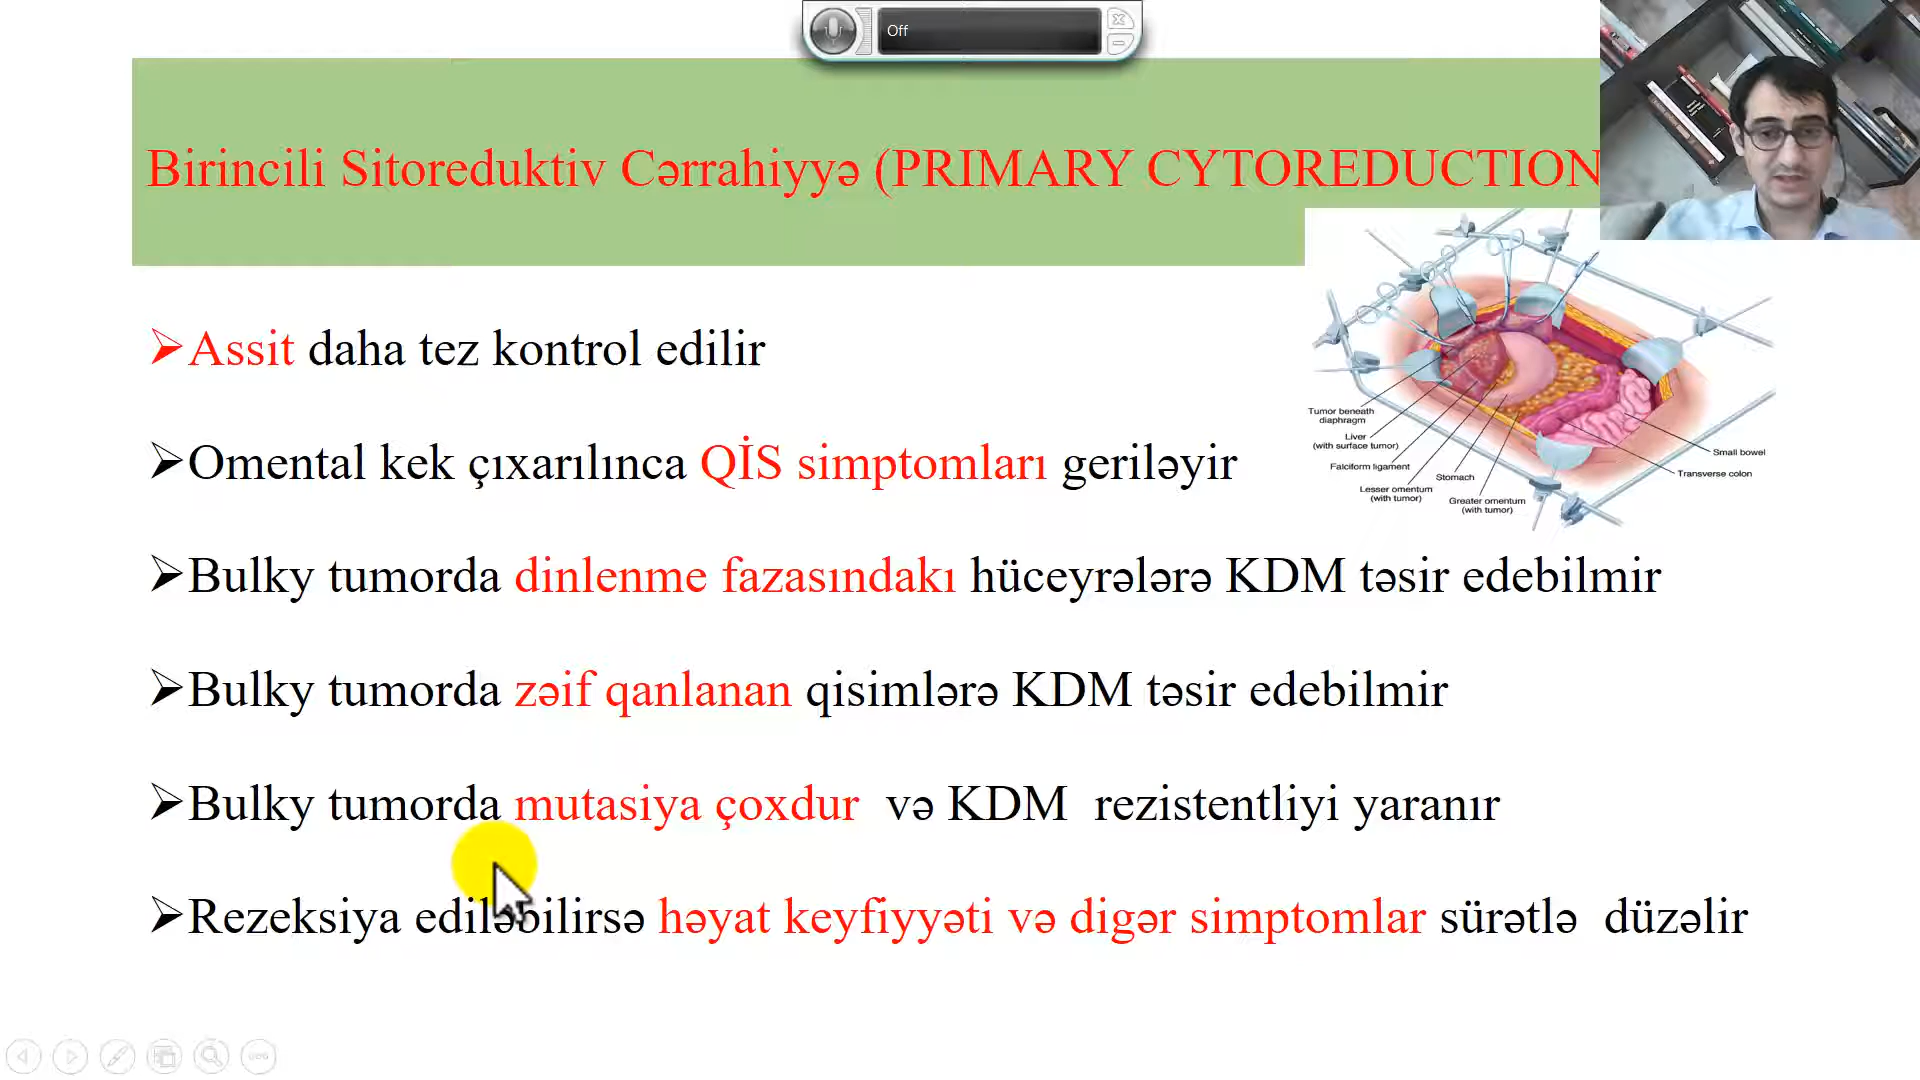 Off
Birincili Sitoreduktiv Cərrahiyyə (PRIMARY CYTOREDUCTION
➢Assit daha tez kontrol edilir
➢Omental kek çıxarılınca QİS simptomları geriləyir
➢Bulky tumorda dinlenme fazasındakı hüceyrələrə KDM təsir edebilmir
➢Bulky tumorda zəif qanlanan qisimlərə KDM təsir edebilmir
➢Bulky tumorda mutasiya çoxdur və KDM rezistentliyi yaranır
➢Rezeksiya ediləbilirsə həyat keyfiyyəti və digər simptomlar sürətlə düzəlir
Tumor beneath
diaphragm
Liver
(with surface tumor)
Falciform ligament
Lesser omentum
(with tumor)
Stomach
Greater omentum
(with tumor)
Small bowel
Transverse colon